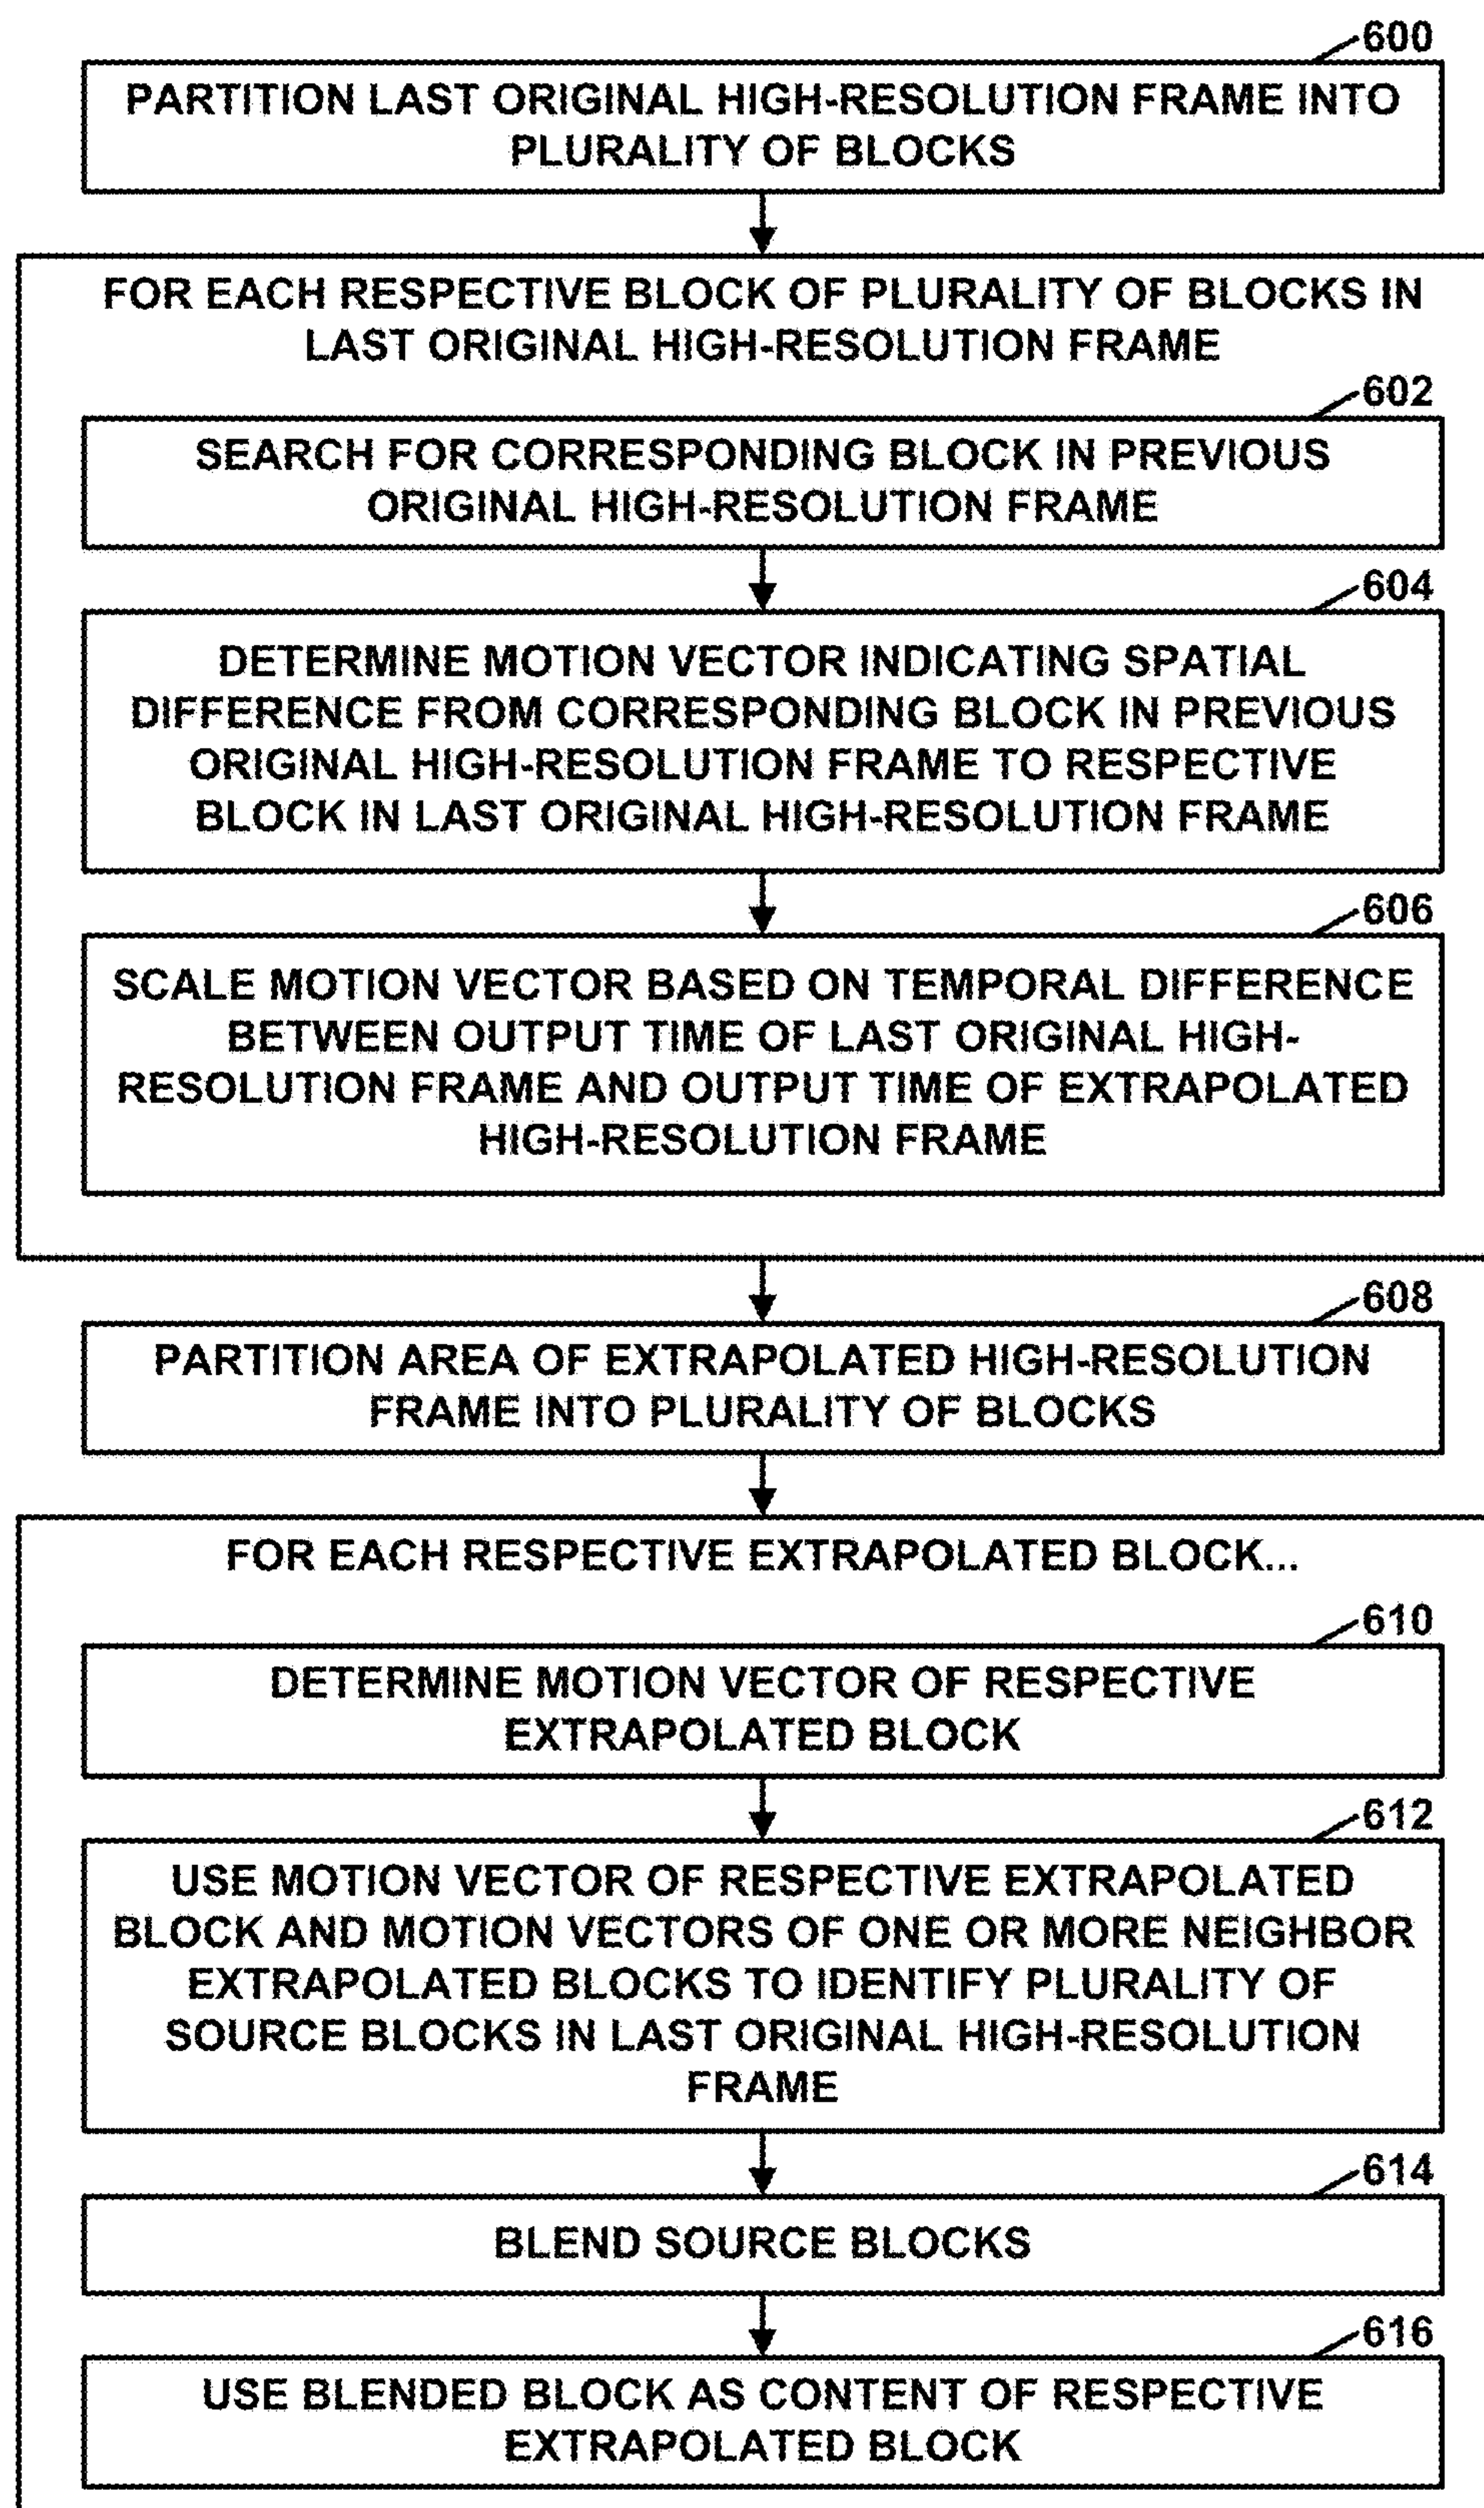 600
PARTITION LAST ORIGINAL HIGH-RESOLUTION FRAME INTO
PLURALITY OF BLOCKS
FOR EACH RESPECTIVE BLOCK OF PLURALITY OF BLOCKS IN
LAST ORIGINAL HIGH-RESOLUTION FRAME
602
SEARCH FOR CORRESPONDING BLOCK IN PREVIOUS
ORIGINAL HIGH-RESOLUTION FRAME
604
DETERMINE MOTION VECTOR INDICATING SPATIAL
DIFFERENCE FROM CORRESPONDING BLOCK IN PREVIOUS
ORIGINAL HIGH-RESOLUTION FRAME TO RESPECTIVE
BLOCK IN LAST ORIGINAL HIGH-RESOLUTION FRAME
606
SCALE MOTION VECTOR BASED ON TEMPORAL DIFFERENCE
BETWEEN OUTPUT TIME OF LAST ORIGINAL HIGH-
RESOLUTION FRAME AND OUTPUT TIME OF EXTRAPOLATED
HIGH-RESOLUTION FRAME
608
PARTITION AREA OF EXTRAPOLATED HIGH-RESOLUTION
FRAME INTO PLURALITY OF BLOCKS
FOR EACH RESPECTIVE EXTRAPOLATED BLOCK...
610
DETERMINE MOTION VECTOR OF RESPECTIVE
EXTRAPOLATED BLOCK
612
USE MOTION VECTOR OF RESPECTIVE EXTRAPOLATED
BLOCK AND MOTION VECTORS OF ONE OR MORE NEIGHBOR
EXTRAPOLATED BLOCKS TO IDENTIFY PLURALITY OF
SOURCE BLOCKS IN LAST ORIGINAL HIGH-RESOLUTION
FRAME
614
BLEND SOURCE BLOCKS
616
USE BLENDED BLOCK AS CONTENT OF RESPECTIVE
EXTRAPOLATED BLOCK